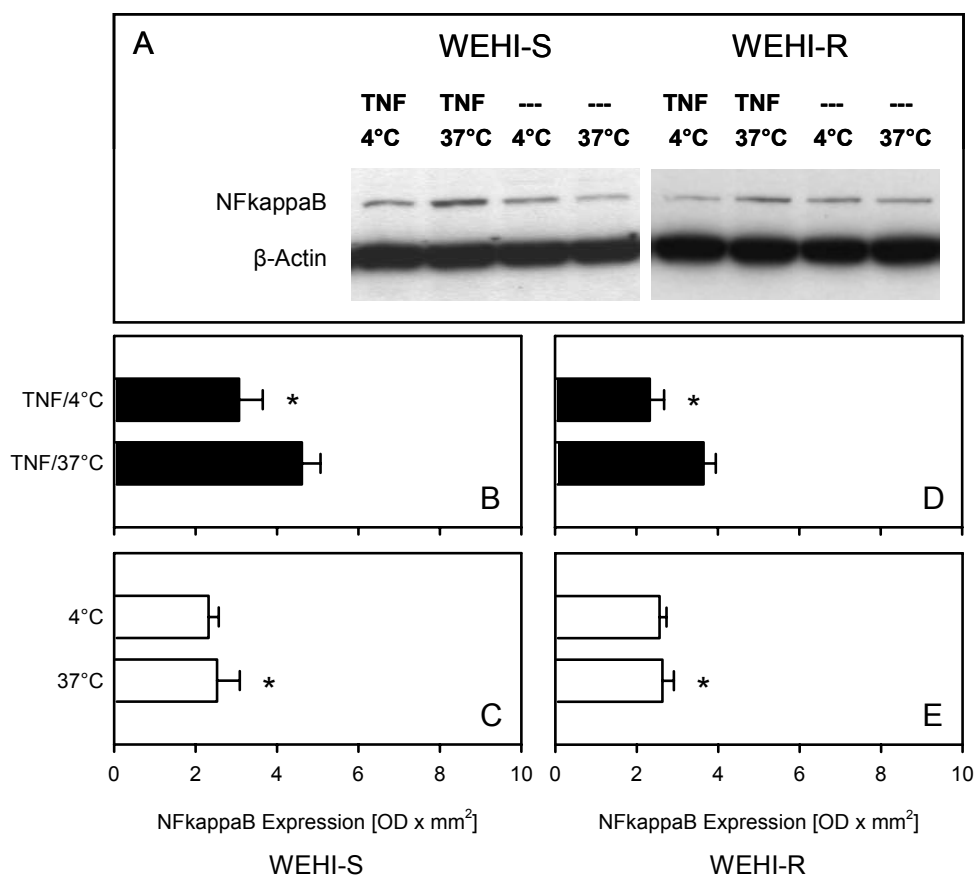 A
WEHI-S WEHI-R
TNF TNF --- --- TNF TNF --- ---
4°C 37°C 4°C 37°C 4°C 37°C 4°C 37°C
NFkappaB
β-Actin
TNF/4°C * *
TNF/37°C
B D
4°C
37°C * *
C E
0 2 4 6 8 10 0 2 4 6 8 10
NFkappaB Expression [OD x mm²] NFkappaB Expression [OD x mm²]
WEHI-S WEHI-R